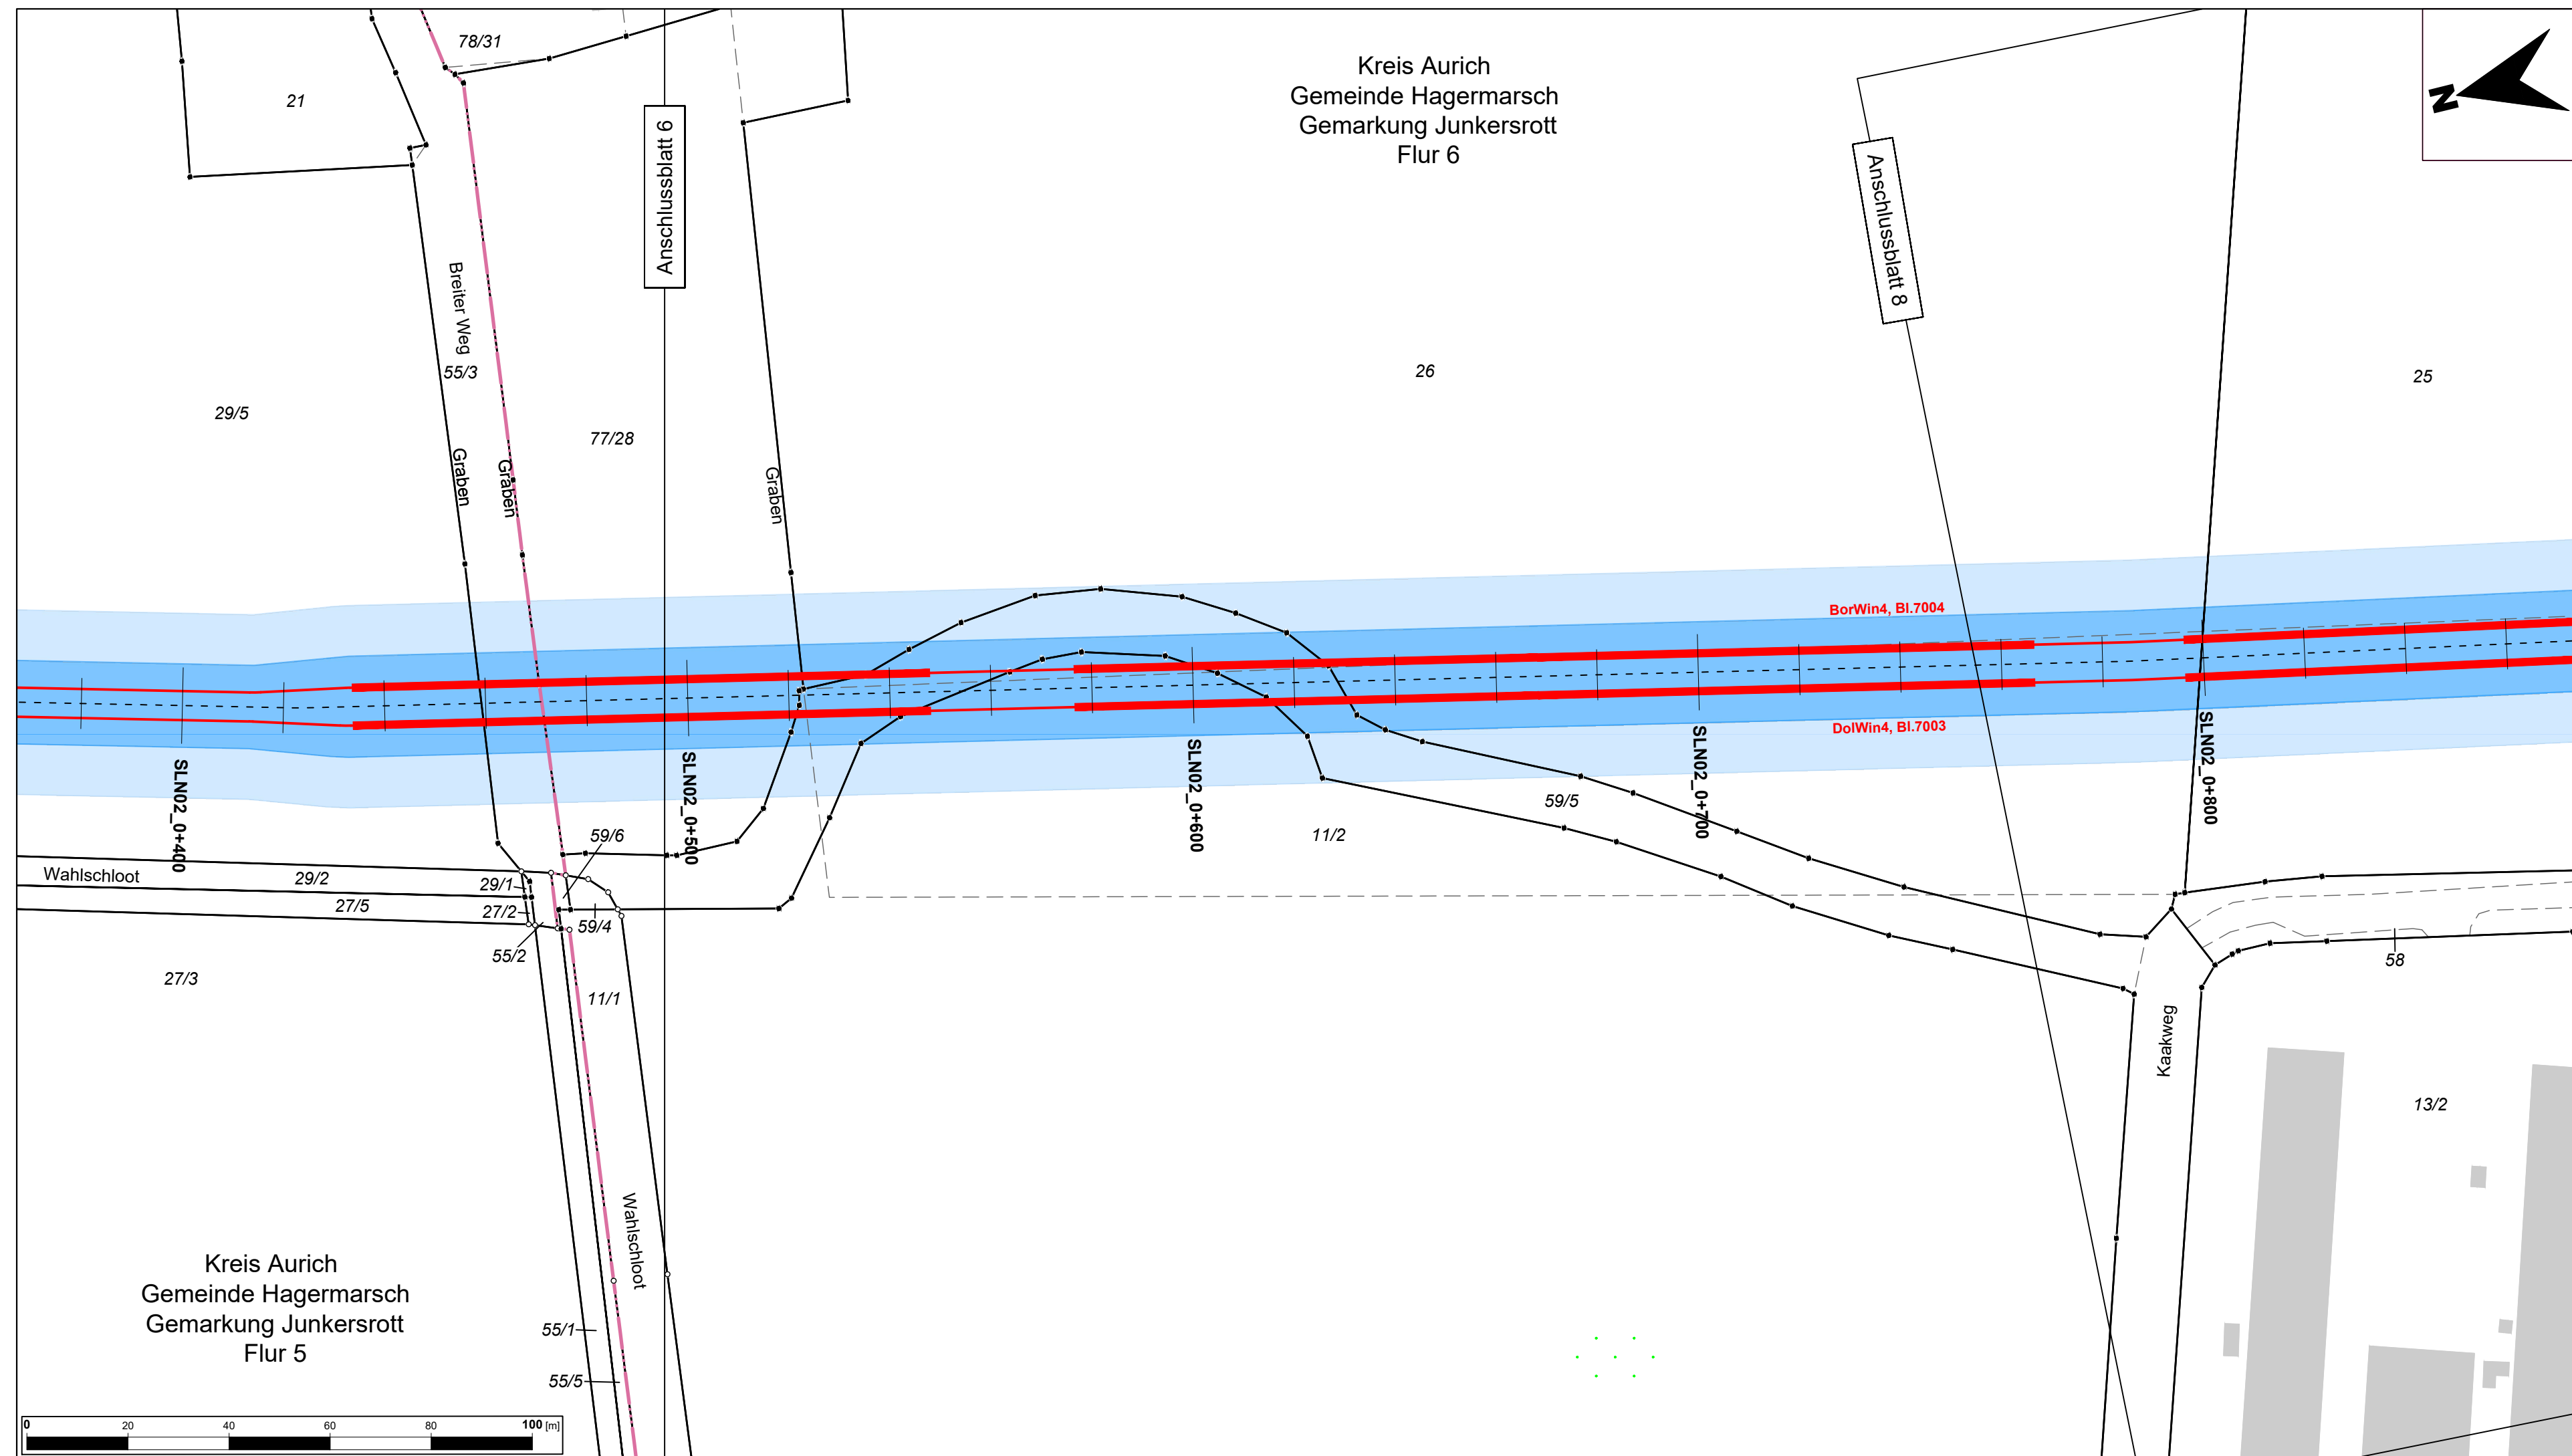 78/31
21
Anschlussblatt 6
Kreis Aurich
Gemeinde Hagermarsch
Gemarkung Junkersrott
Flur 6
Anschlussblatt 8
N
Breiter Weg
55/3
29/5
77/28
26
25
Graben
Graben
Graben
BorWin4, Bl.7004
DolWin4, Bl.7003
SLN02_0+400
SLN02_0+500
SLN02_0+600
SLN02_0+700
SLN02_0+800
59/6
59/5
11/2
Wahlschloot
29/2
29/1
27/5
27/2
59/4
55/2
27/3
11/1
58
Kaakweg
13/2
Wahlschloot
Kreis Aurich
Gemeinde Hagermarsch
Gemarkung Junkersrott
Flur 5
55/1
55/5
0 20 40 60 80 100 [m]